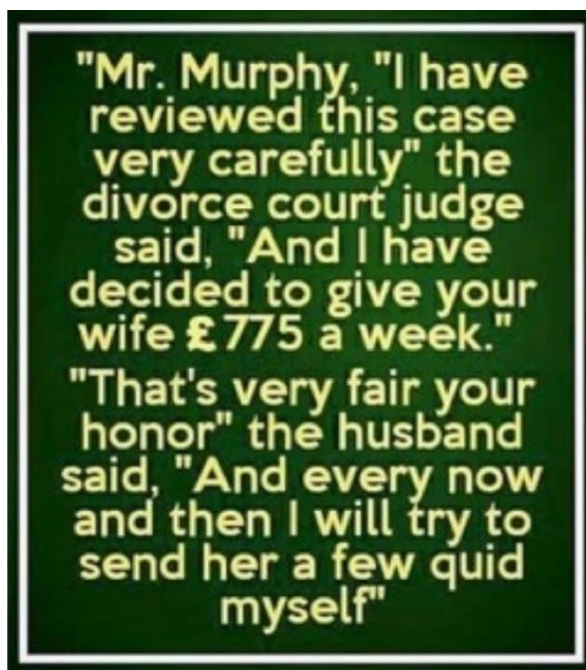 "Mr. Murphy, "I have
reviewed this case
very carefully" the
divorce court judge
said, "And I have
decided to give your
wife £775 a week."
"That's very fair your
honor" the husband
said, "And every now
and then I will try to
send her a few quid
myself"